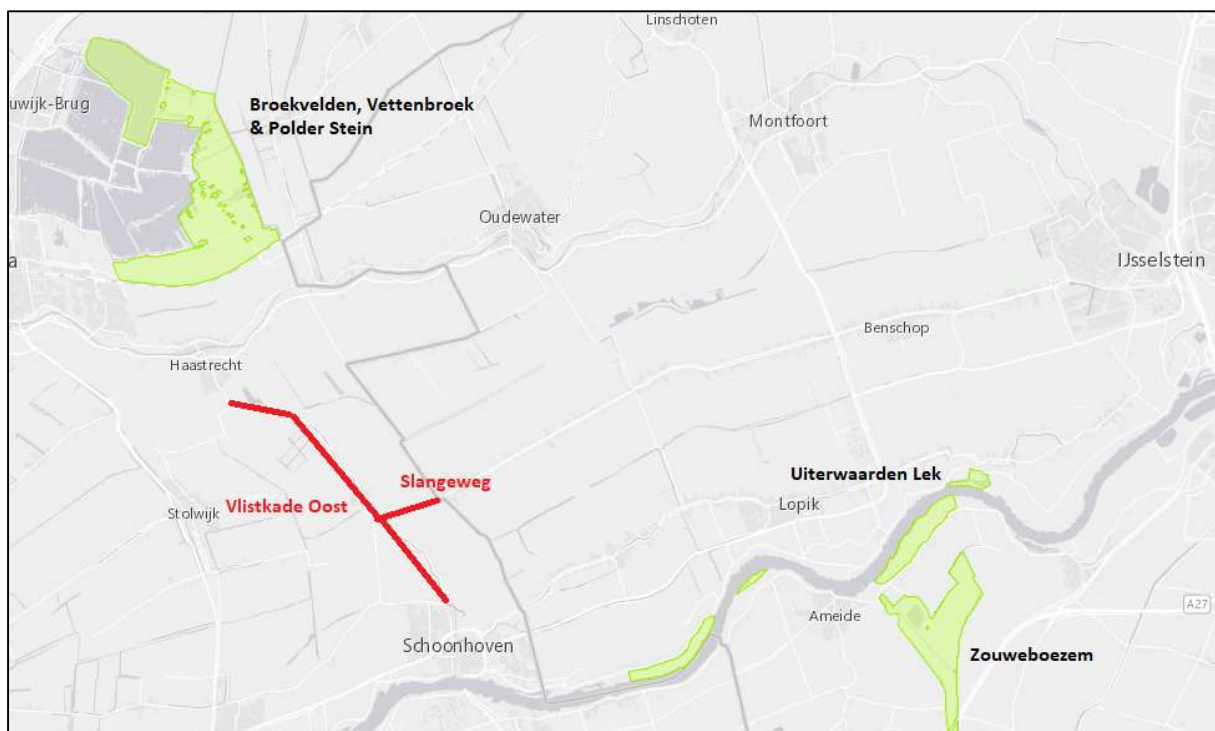 Linschoten
uwijk-Brug
Broekvelden, Vettenbroek
& Polder Stein
Montfoort
Oudewater
a
IJsselstein
Benschop
Haastrecht
Slangeweg
Uiterwaarden Lek
Vlistkade Oost
Lopik
Stolwijk
A27
Ameide
Schoonhoven
Zouweboezem